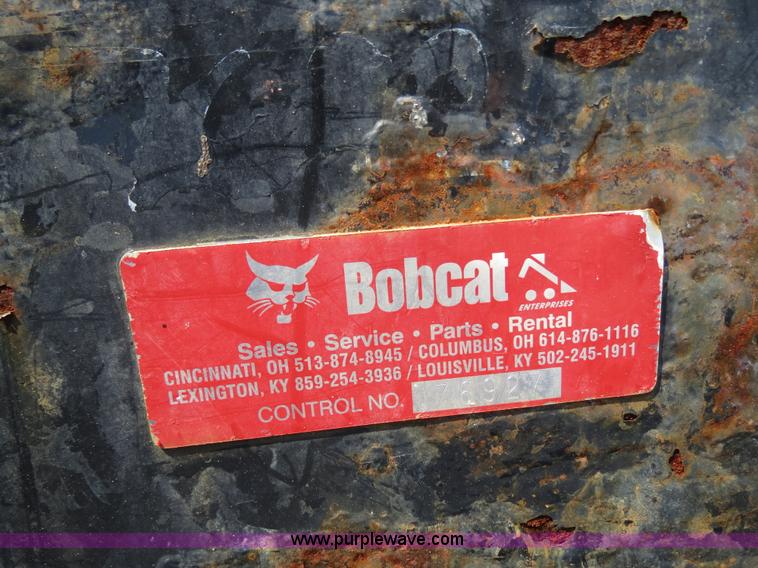 Bobcat
ENTERPRISES
Sales • Service • Parts • Rental
CINCINNATI, OH 513-874-8945 / COLUMBUS, OH 614-876-1116
LEXINGTON, KY 859-254-3936 / LOUISVILLE, KY 502-245-1911
CONTROL NO.
www.purplewave.com